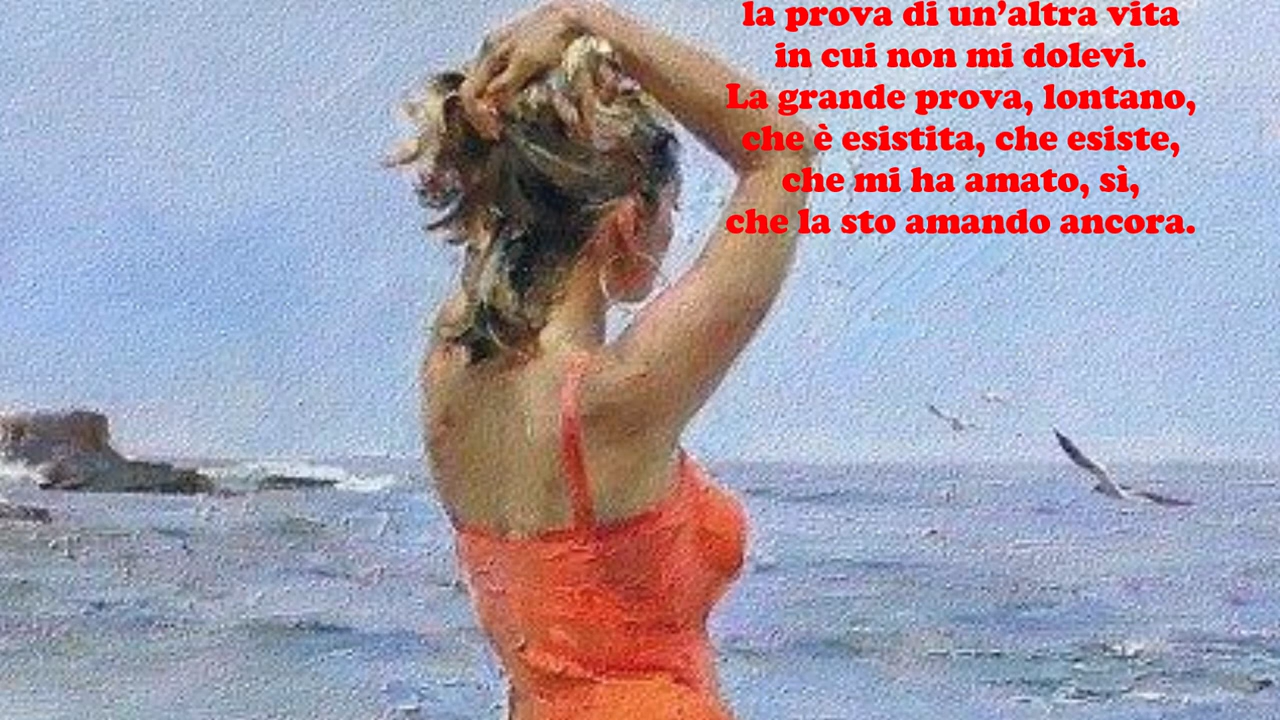 la prova di un’altra vita
in cui non mi dolevi.
La grande prova, lontano,
che è esistita, che esiste,
che mi ha amato, sì,
che la sto amando ancora.